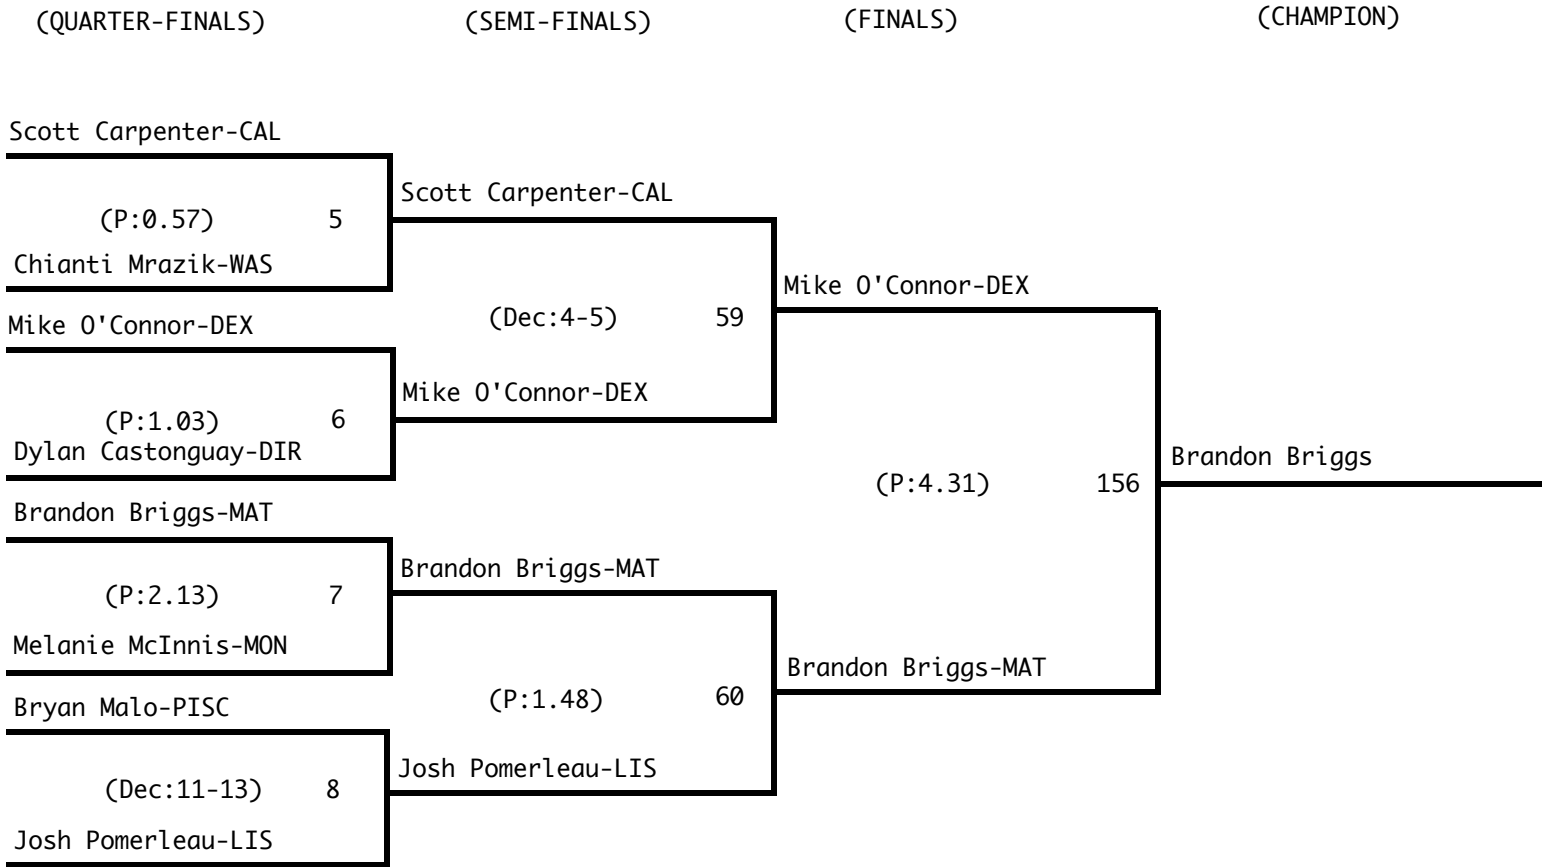 (QUARTER-FINALS)
(SEMI-FINALS)
(FINALS)
(CHAMPION)
Scott Carpenter-CAL
(P:0.57) 5
Chianti Mrazik-WAS
Mike O'Connor-DEX
(P:1.03) 6
Dylan Castonguay-DIR
Brandon Briggs-MAT
(P:2.13) 7
Melanie McInnis-MON
Bryan Malo-PISC
(Dec:11-13) 8
Josh Pomerleau-LIS
Scott Carpenter-CAL
(Dec:4-5) 59
Mike O'Connor-DEX
Brandon Briggs-MAT
(P:1.48) 60
Josh Pomerleau-LIS
Mike O'Connor-DEX
(P:4.31) 156
Brandon Briggs-MAT
Brandon Briggs